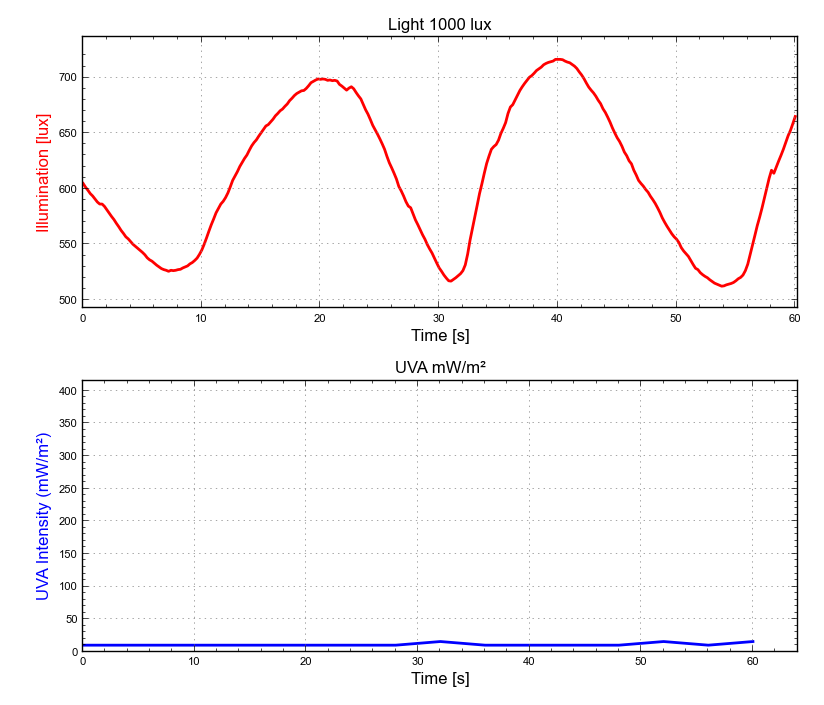 Light 1000 lux
Illumination [lux]
700
650
600
550
500
0 10 20 30 40 50 60
Time [s]
UVA mW/m²
UVA Intensity (mW/m²)
400
350
300
250
200
150
100
50
0
0 10 20 30 40 50 60
Time [s]